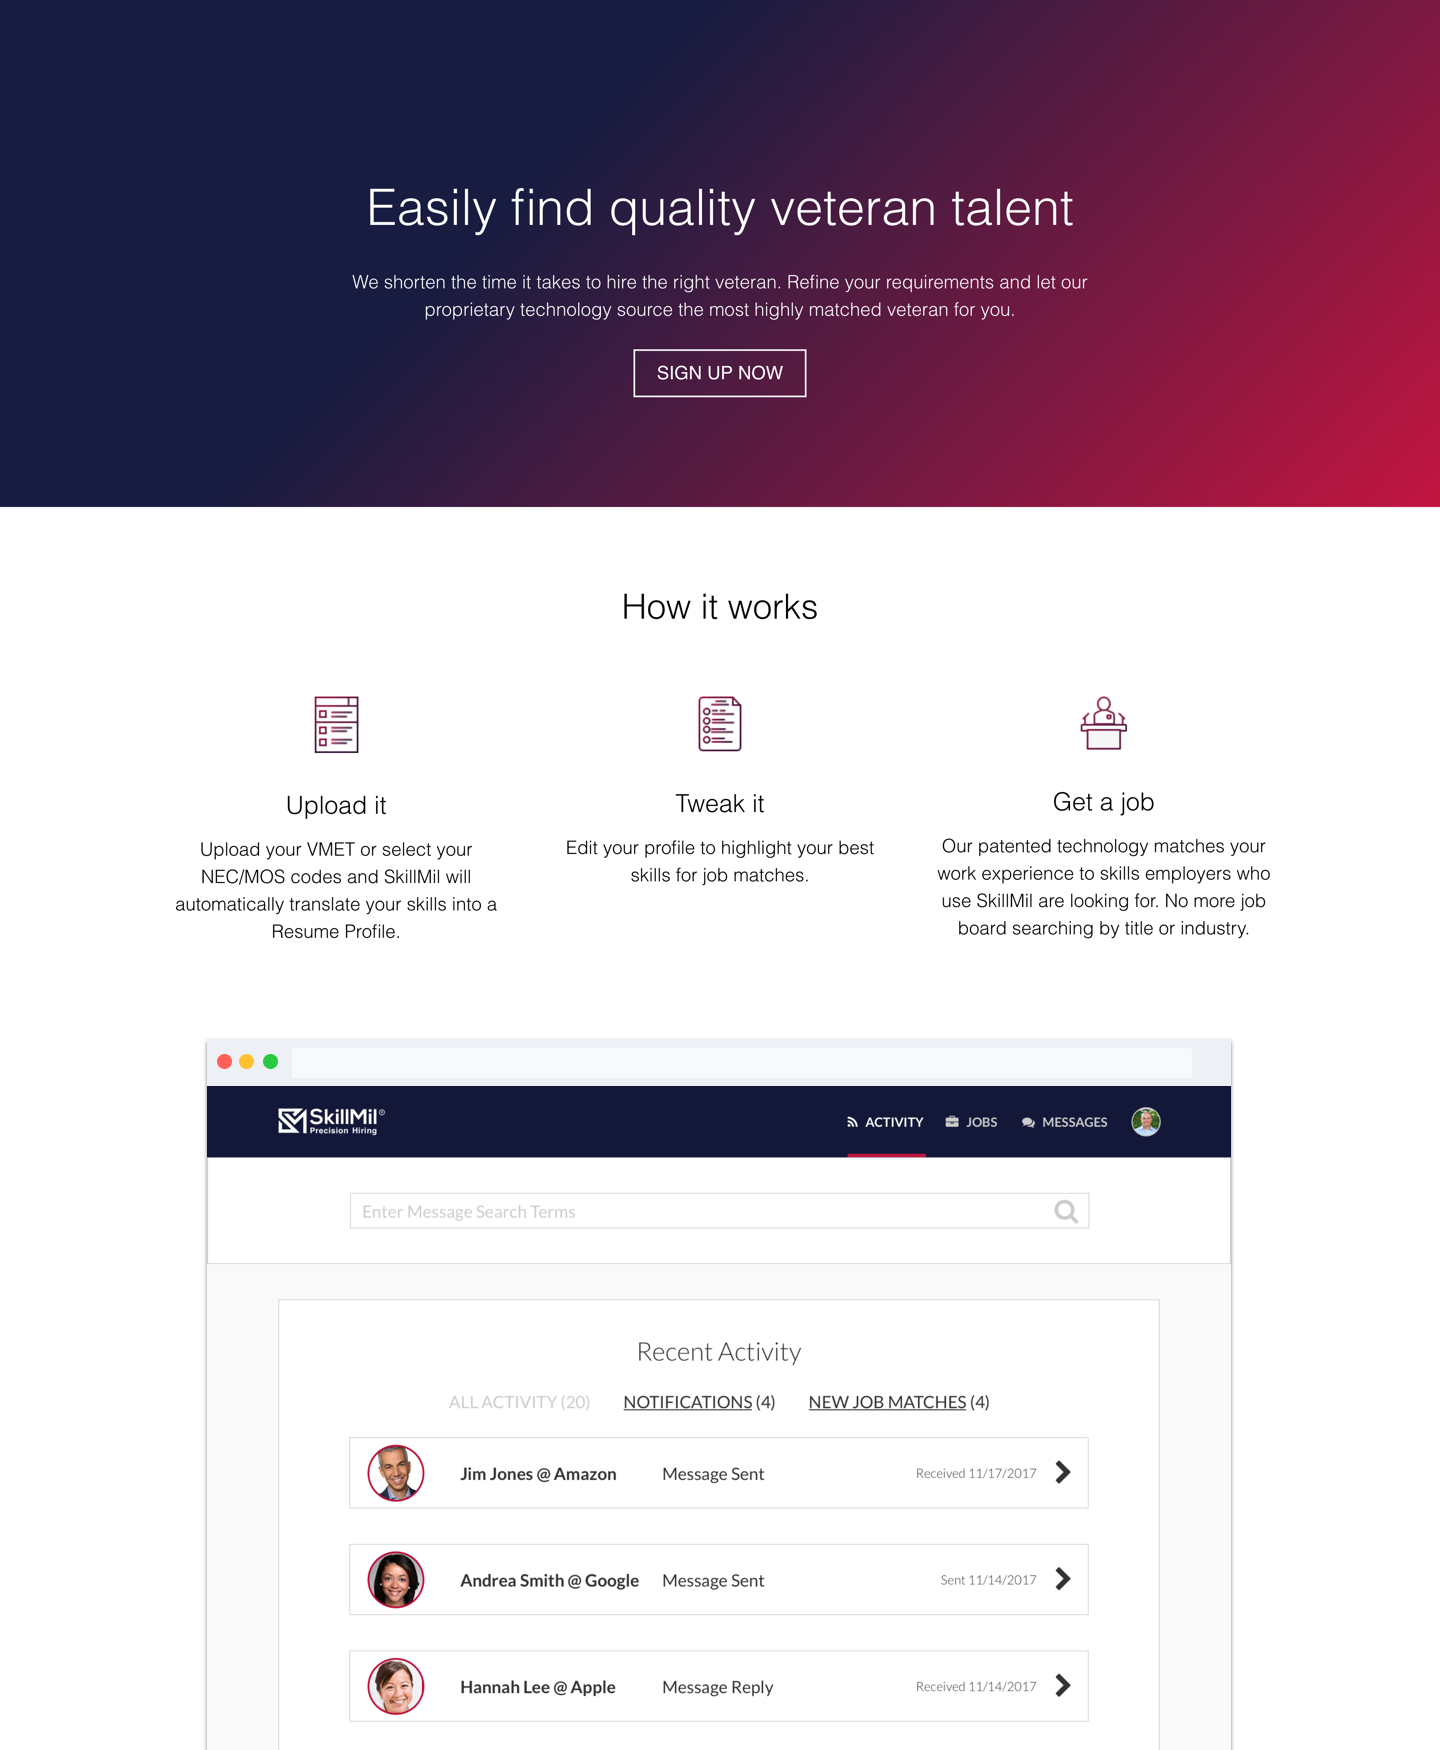 Easily find quality veteran talent
We shorten the time it takes to hire the right veteran. Refine your requirements and let our
proprietary technology source the most highly matched veteran for you.
SIGN UP NOW
How it works
Upload it
Upload your VMET or select your
NEC/MOS codes and SkillMil will
automatically translate your skills into a
Resume Profile.
Tweak it
Edit your profile to highlight your best
skills for job matches.
Get a job
Our patented technology matches your
work experience to skills employers who
use SkillMil are looking for. No more job
board searching by title or industry.
SkillMil®
Precision Hiring
ACTIVITY JOBS MESSAGES
Enter Message Search Terms
Recent Activity
ALL ACTIVITY (20) NOTIFICATIONS (4) NEW JOB MATCHES (4)
Jim Jones @ Amazon Message Sent Received 11/17/2017
Andrea Smith @ Google Message Sent Sent 11/14/2017
Hannah Lee @ Apple Message Reply Received 11/14/2017